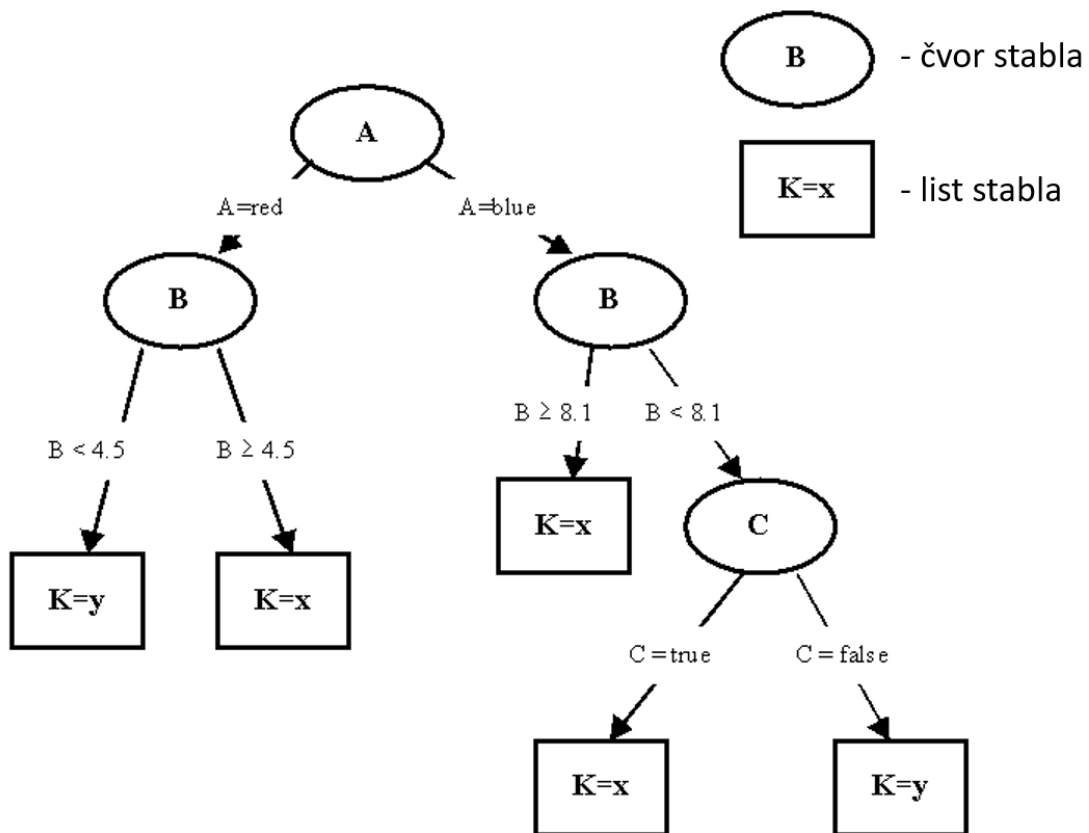 B - čvor stabla
A
K=x - list stabla
A=red A=blue
B B
B ≥ 8.1 B < 8.1
B < 4.5 B ≥ 4.5
K=x C
K=y K=x
C=true C=false
K=x K=y